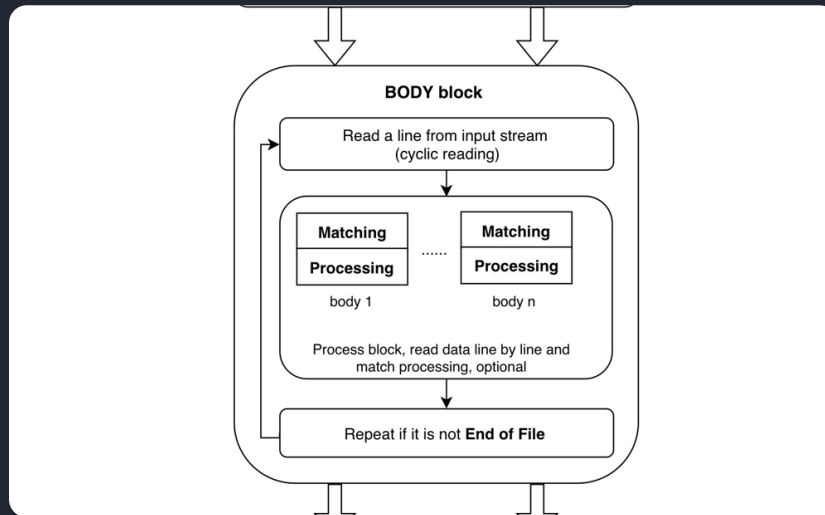 BODY block
Read a line from input stream
(cyclic reading)
Matching
Processing
body 1
......
Matching
Processing
body n
Process block, read data line by line and
match processing, optional
Repeat if it is not End of File